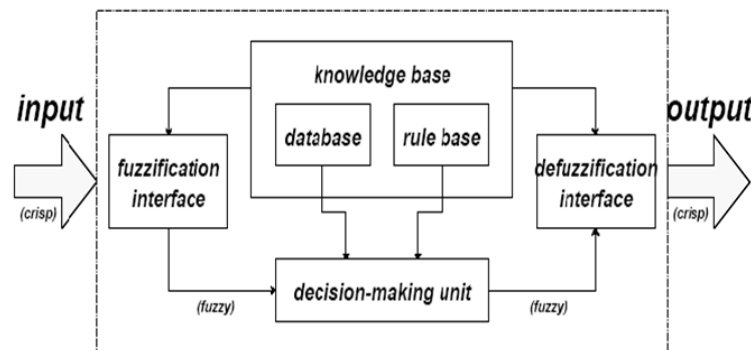 knowledge base
input
output
database
rule base
fuzzification
interface
defuzzification
interface
(crisp)
(crisp)
decision-making unit
(fuzzy)
(fuzzy)